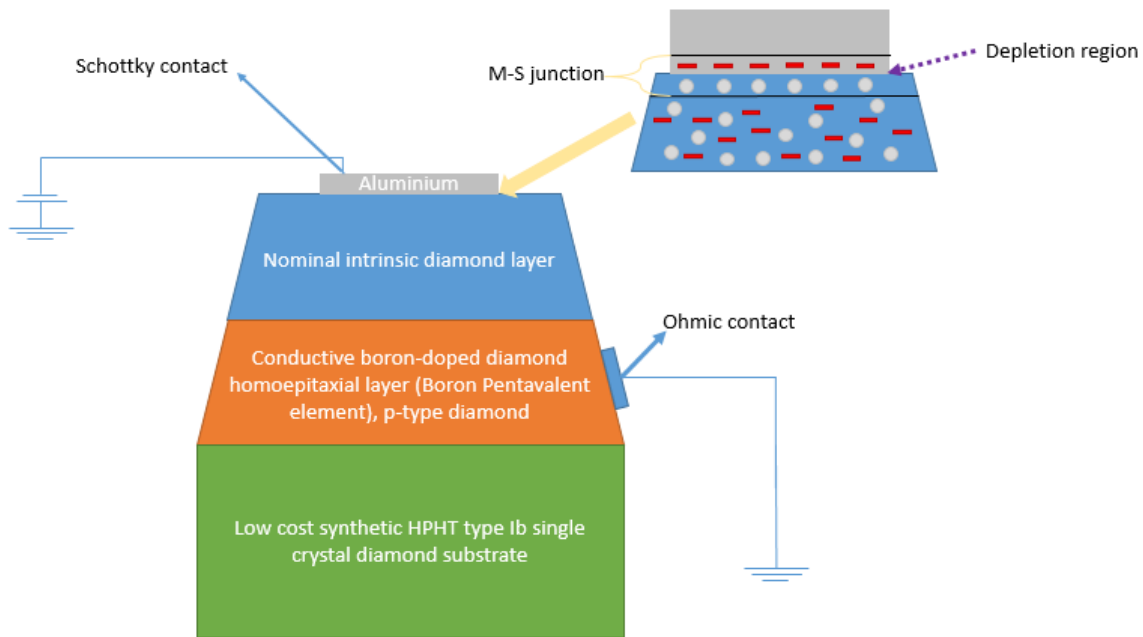 Schottky contact
M-S junction
Depletion region
Aluminium
Nominal intrinsic diamond layer
Ohmic contact
Conductive boron-doped diamond
homoepitaxial layer (Boron Pentavalent
element), p-type diamond
Low cost synthetic HPHT type Ib single
crystal diamond substrate